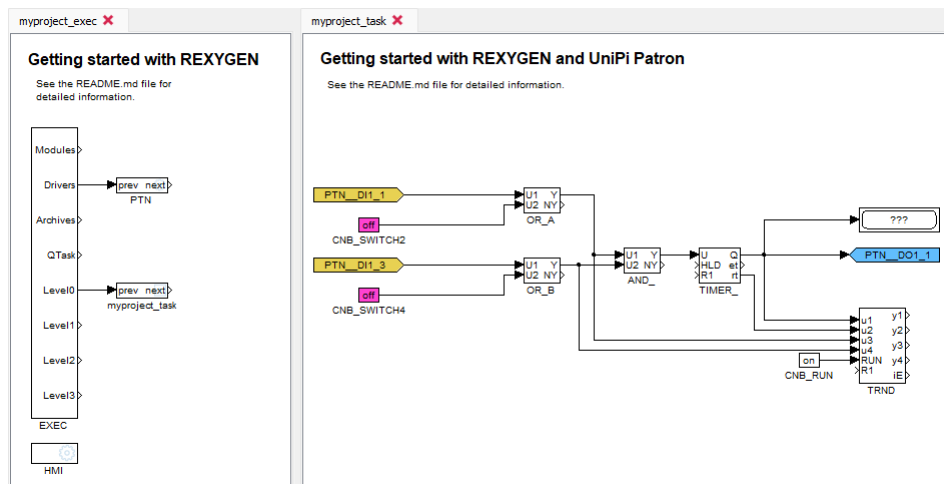 myproject_exec
Getting started with REXYGEN
See the README.md file for
detailed information.
Modules
Drivers
prev next
PTN
Archives
QTask
Level0
prev next
myproject_task
Level1
Level2
Level3
EXEC
HMI
myproject_task
Getting started with REXYGEN and UniPi Patron
See the README.md file for detailed information.
PTN__DI1_1
U1 Y
U2 NY
OR_A
off
CNB_SWITCH2
PTN__DI1_3
U1 Y
U2 NY
OR_B
off
CNB_SWITCH4
U1 Y
U2 NY
AND_
U Q
HLD et
R1 rt
TIMER_
???
PTN__DO1_1
on
CNB_RUN
u1 y1
u2 y2
u3 y3
u4 y4
RUN
R1 iE
TRND